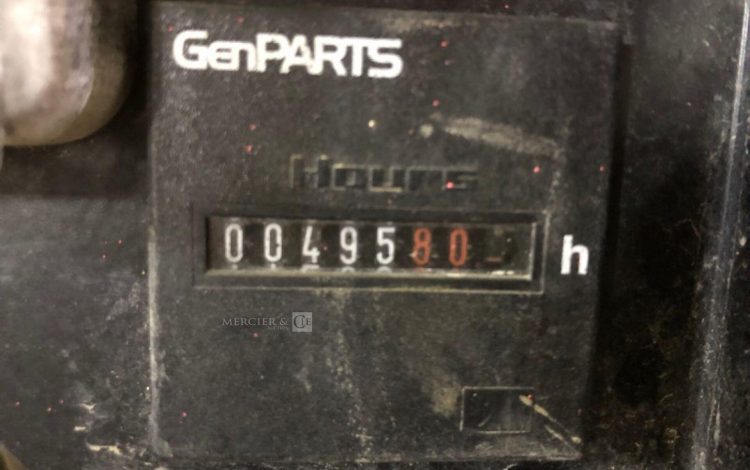 GenPARTS
Hours
0049580 h
MERCIER & CIE